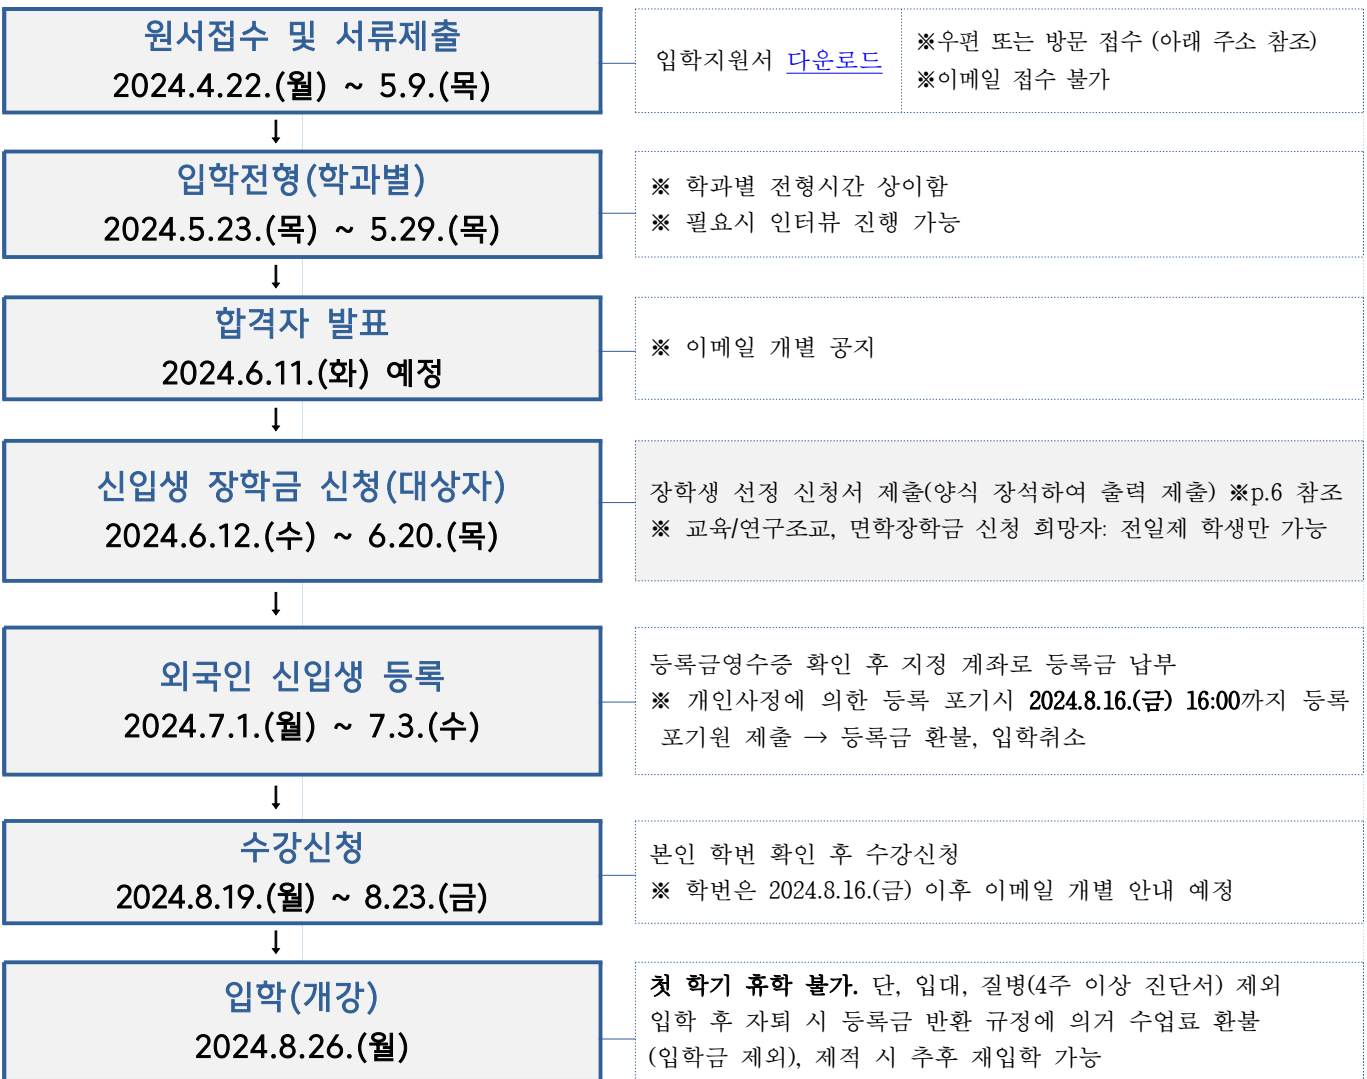 원서접수 및 서류제출
2024.4.22.(월) ~ 5.9.(목)
입학지원서 다운로드
※우편 또는 방문 접수 (아래 주소 참조)
※이메일 접수 불가
↓
입학전형(학과별)
2024.5.23.(목) ~ 5.29.(목)
※ 학과별 전형시간 상이함
※ 필요시 인터뷰 진행 가능
↓
합격자 발표
2024.6.11.(화) 예정
※ 이메일 개별 공지
↓
신입생 장학금 신청(대상자)
2024.6.12.(수) ~ 6.20.(목)
장학생 선정 신청서 제출(양식 장석하여 출력 제출) ※p.6 참조
※ 교육/연구조교, 면학장학금 신청 희망자: 전일제 학생만 가능
↓
외국인 신입생 등록
2024.7.1.(월) ~ 7.3.(수)
등록금영수증 확인 후 지정 계좌로 등록금 납부
※ 개인사정에 의한 등록 포기시 2024.8.16.(금) 16:00까지 등록
포기원 제출 → 등록금 환불, 입학취소
↓
수강신청
2024.8.19.(월) ~ 8.23.(금)
본인 학번 확인 후 수강신청
※ 학번은 2024.8.16.(금) 이후 이메일 개별 안내 예정
↓
입학(개강)
2024.8.26.(월)
첫 학기 휴학 불가. 단, 입대, 질병(4주 이상 진단서) 제외
입학 후 자퇴 시 등록금 반환 규정에 의거 수업료 환불
(입학금 제외), 제적 시 추후 재입학 가능